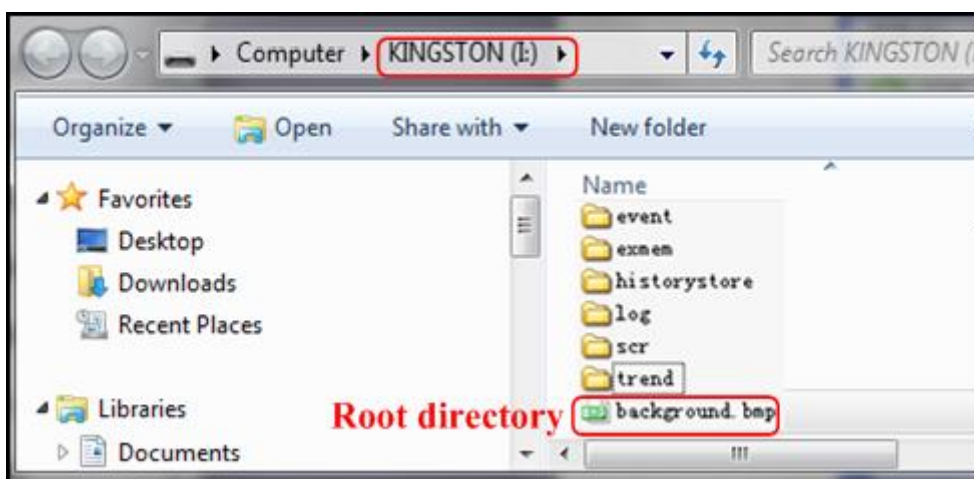 Computer KINGSTON (I:) Search KINGSTON (
Organize Open Share with New folder
Favorites
Desktop
Downloads
Recent Places
Libraries
Documents
Name
event
exmem
historystore
log
scr
trend
background.bmp
Root directory